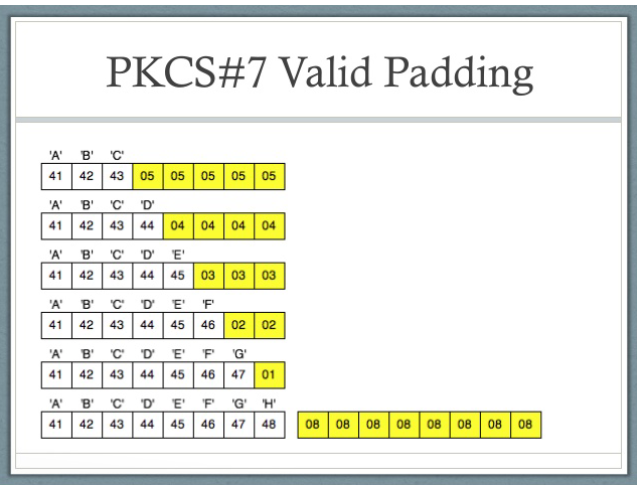 PKCS#7 Valid Padding
'A' 'B' 'C'
41 42 43 05 05 05 05 05
'A' 'B' 'C' 'D'
41 42 43 44 04 04 04 04
'A' 'B' 'C' 'D' 'E'
41 42 43 44 45 03 03 03
'A' 'B' 'C' 'D' 'E' 'F'
41 42 43 44 45 46 02 02
'A' 'B' 'C' 'D' 'E' 'F' 'G'
41 42 43 44 45 46 47 01
'A' 'B' 'C' 'D' 'E' 'F' 'G' 'H'
41 42 43 44 45 46 47 48 08 08 08 08 08 08 08 08